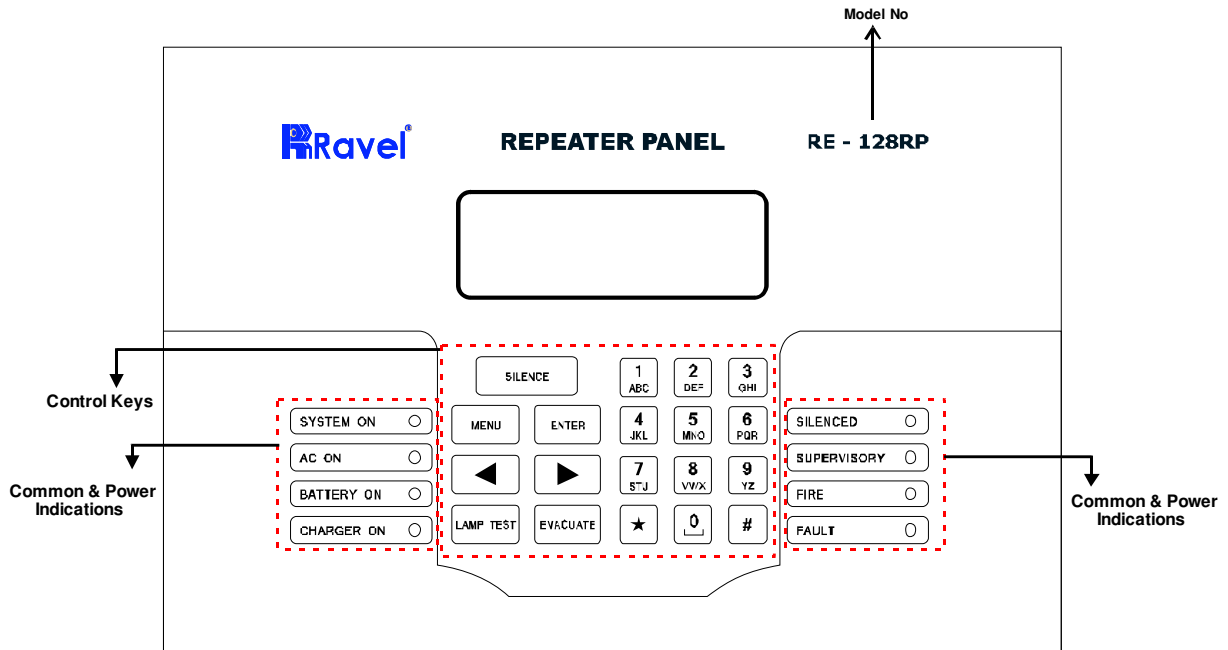 Model No
Ravel®
REPEATER PANEL
RE - 128RP
Control Keys
Common & Power
Indications
SYSTEM ON
AC ON
BATTERY ON
CHARGER ON
SILENCE
MENU
ENTER
◀
▶
LAMP TEST
EVACUATE
1
ABC
2
DEF
3
GHI
4
JKL
5
MNO
6
PQR
7
STU
8
VWX
9
YZ
★
0
#
SILENCED
SUPERVISORY
FIRE
FAULT
Common & Power
Indications